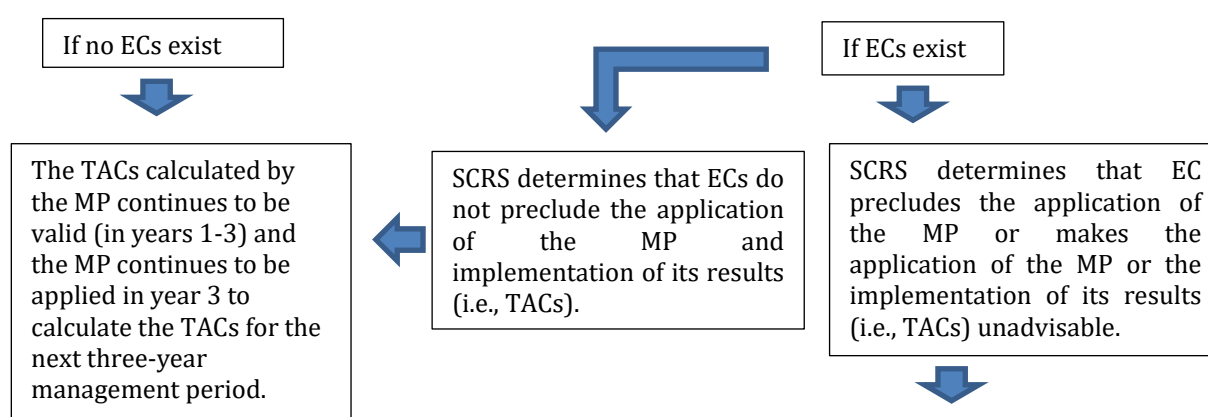 If no ECs exist
If ECs exist
The TACs calculated by
the MP continues to be
valid (in years 1-3) and
the MP continues to be
applied in year 3 to
calculate the TACs for the
next three-year
management period.
SCRS determines that ECs do
not preclude the application
of the MP and
implementation of its results
(i.e., TACs).
SCRS determines that EC
precludes the application of
the MP or makes the
application of the MP or the
implementation of its results
(i.e., TACs) unadvisable.